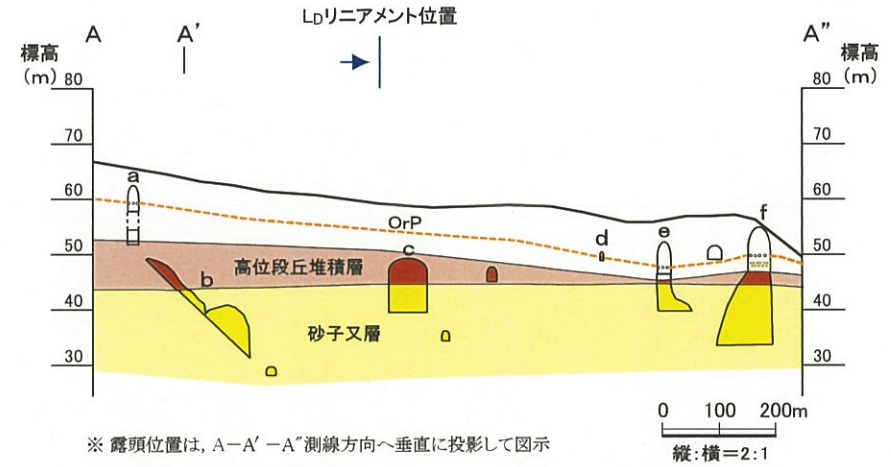 LDリニアメント位置
A
A'
A"
標高
(m)
標高
(m)
80
70
60
50
40
30
80
70
60
50
40
30
a
b
c
d
e
f
OrP
高位段丘堆積層
砂子又層
0 100 200m
縦:横=2:1
※ 露頭位置は, A-A'-A"測線方向へ垂直に投影して図示